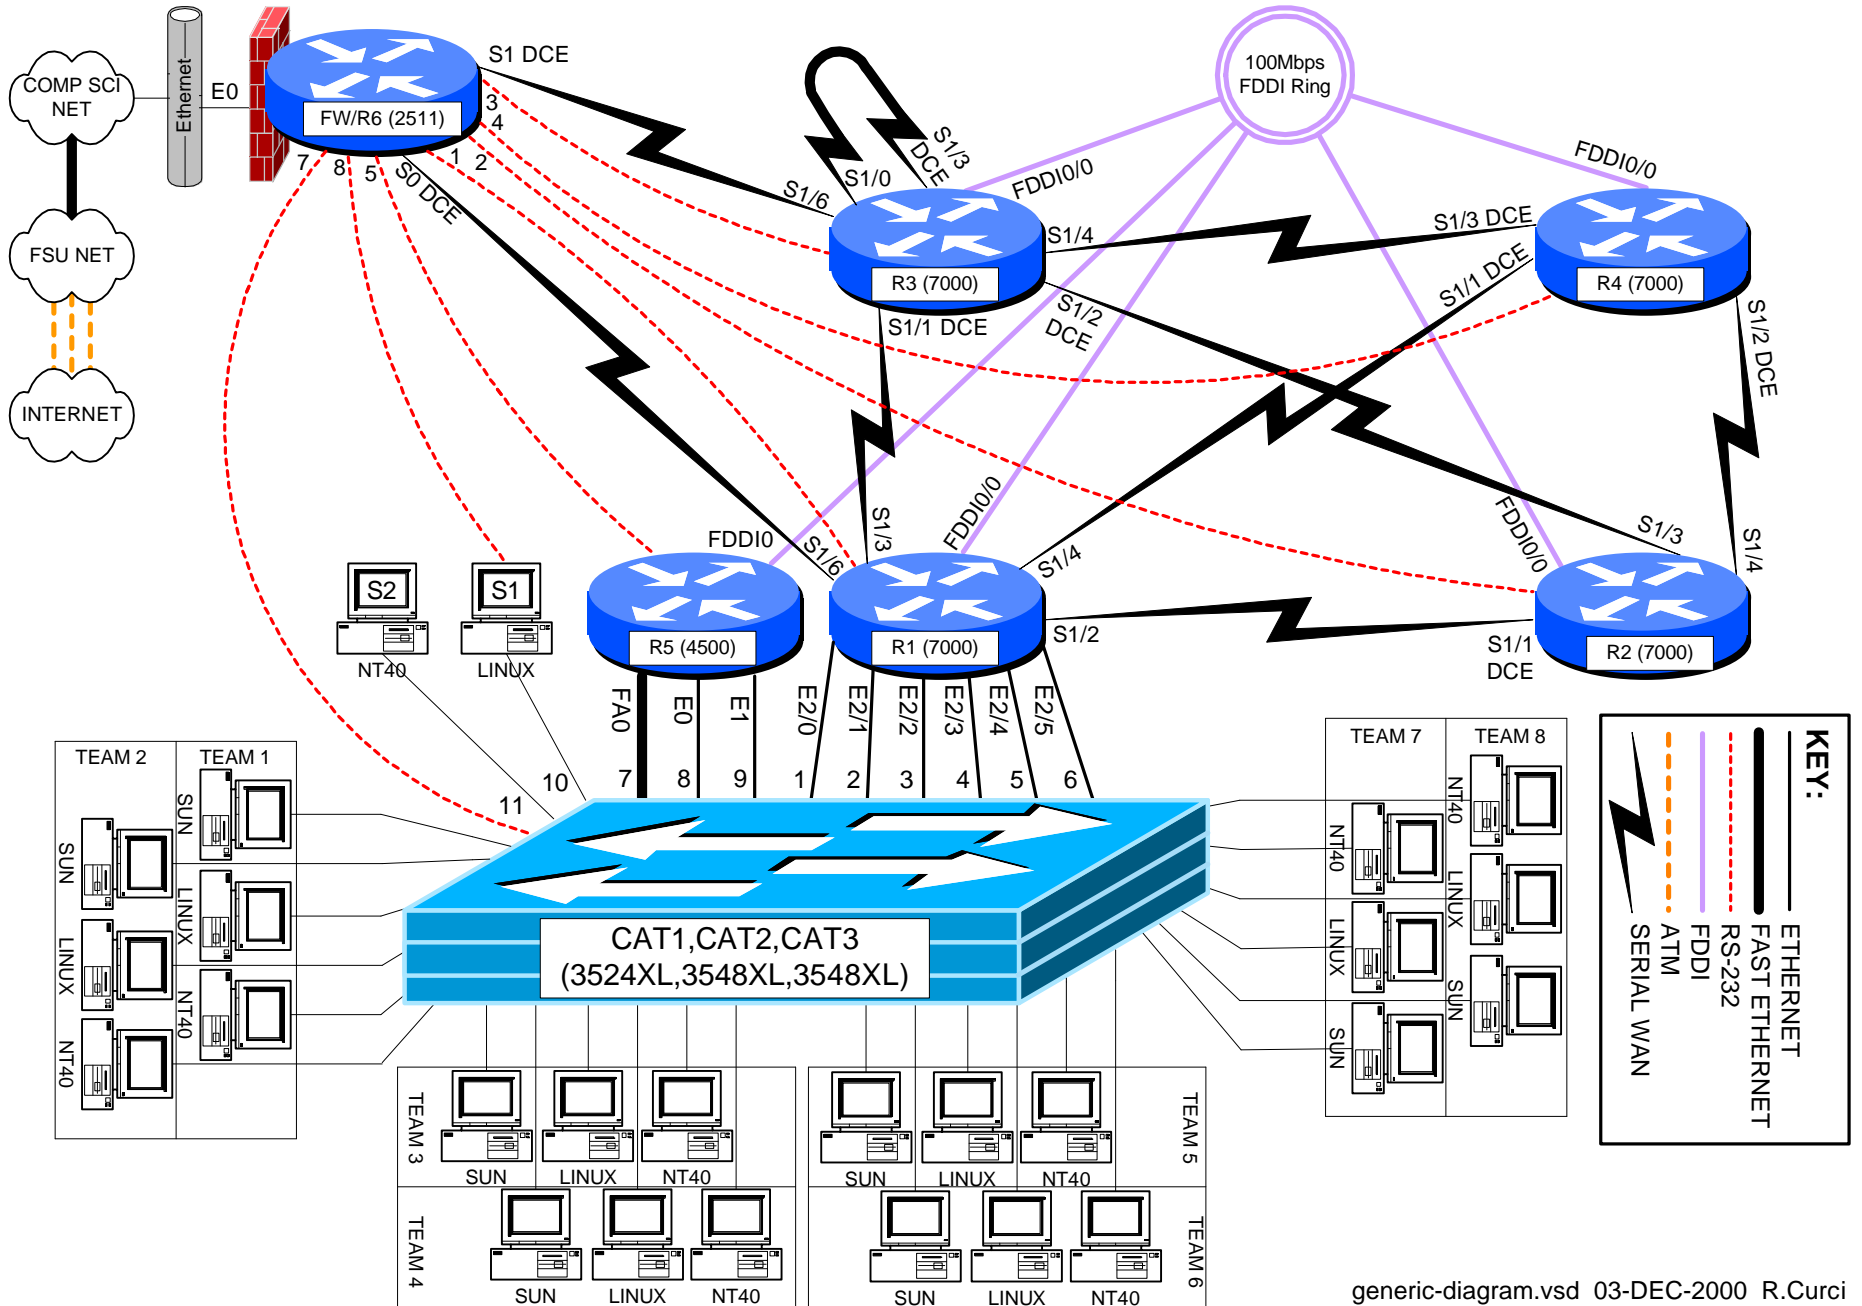 COMP SCI
NET
Ethernet
E0
FSU NET
INTERNET
FW/R6 (2511)
S1 DCE
3
4
7
8
5
S0 DCE
1
2
S1/6
S1/0
S1/3
DCE
FDDI0/0
R3 (7000)
S1/4
S1/1 DCE
S1/2
DCE
100Mbps
FDDI Ring
FDDI0/0
S1/3 DCE
S1/1 DCE
R4 (7000)
S1/2 DCE
FDDI0
R5 (4500)
S1/6
S1/3
FDDI0/0
S1/4
R1 (7000)
S1/2
FDDI0/0
S1/3
S1/4
S1/1
DCE
R2 (7000)
S2
NT40
S1
LINUX
FA0
E0
E1
E2/0
E2/1
E2/2
E2/3
E2/4
E2/5
11
10
7
8
9
1
2
3
4
5
6
CAT1,CAT2,CAT3
(3524XL,3548XL,3548XL)
TEAM 2
TEAM 1
SUN
SUN
LINUX
LINUX
NT40
NT40
TEAM 3
SUN
LINUX
NT40
TEAM 4
SUN
LINUX
NT40
TEAM 5
SUN
LINUX
NT40
TEAM 6
SUN
LINUX
NT40
TEAM 7
TEAM 8
NT40
NT40
LINUX
LINUX
SUN
SUN
KEY:
ETHERNET
FAST ETHERNET
RS-232
FDDI
ATM
SERIAL WAN
generic-diagram.vsd 03-DEC-2000 R.Curci